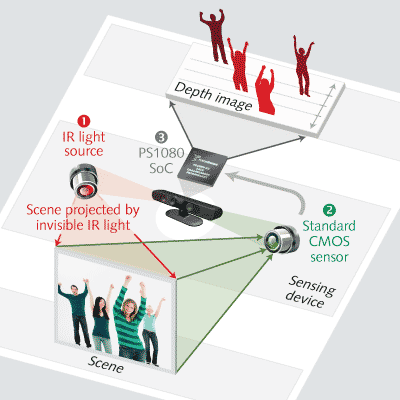 Depth image
1
IR light
source
3
PS1080
SoC
Scene projected by
invisible IR light
2
Standard
CMOS
sensor
Sensing
device
Scene